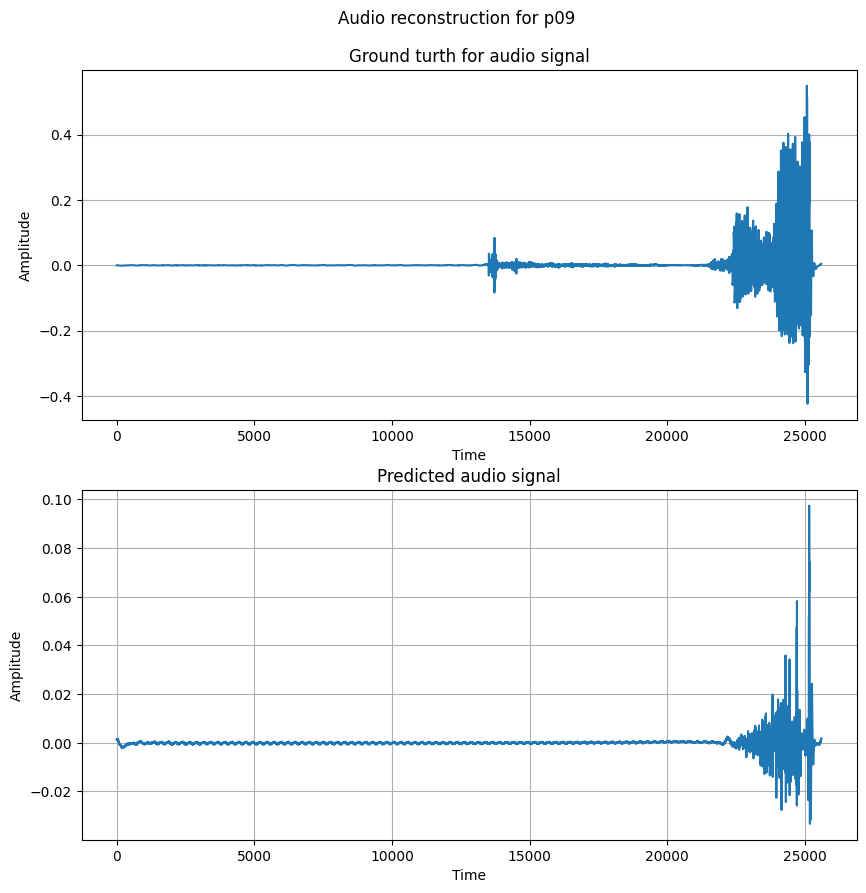 Audio reconstruction for p09
Ground turth for audio signal
0.4
0.2
0.0
−0.2
−0.4
Amplitude
0 5000 10000 15000 20000 25000
Time
Predicted audio signal
0.10
0.08
0.06
0.04
0.02
0.00
−0.02
Amplitude
0 5000 10000 15000 20000 25000
Time